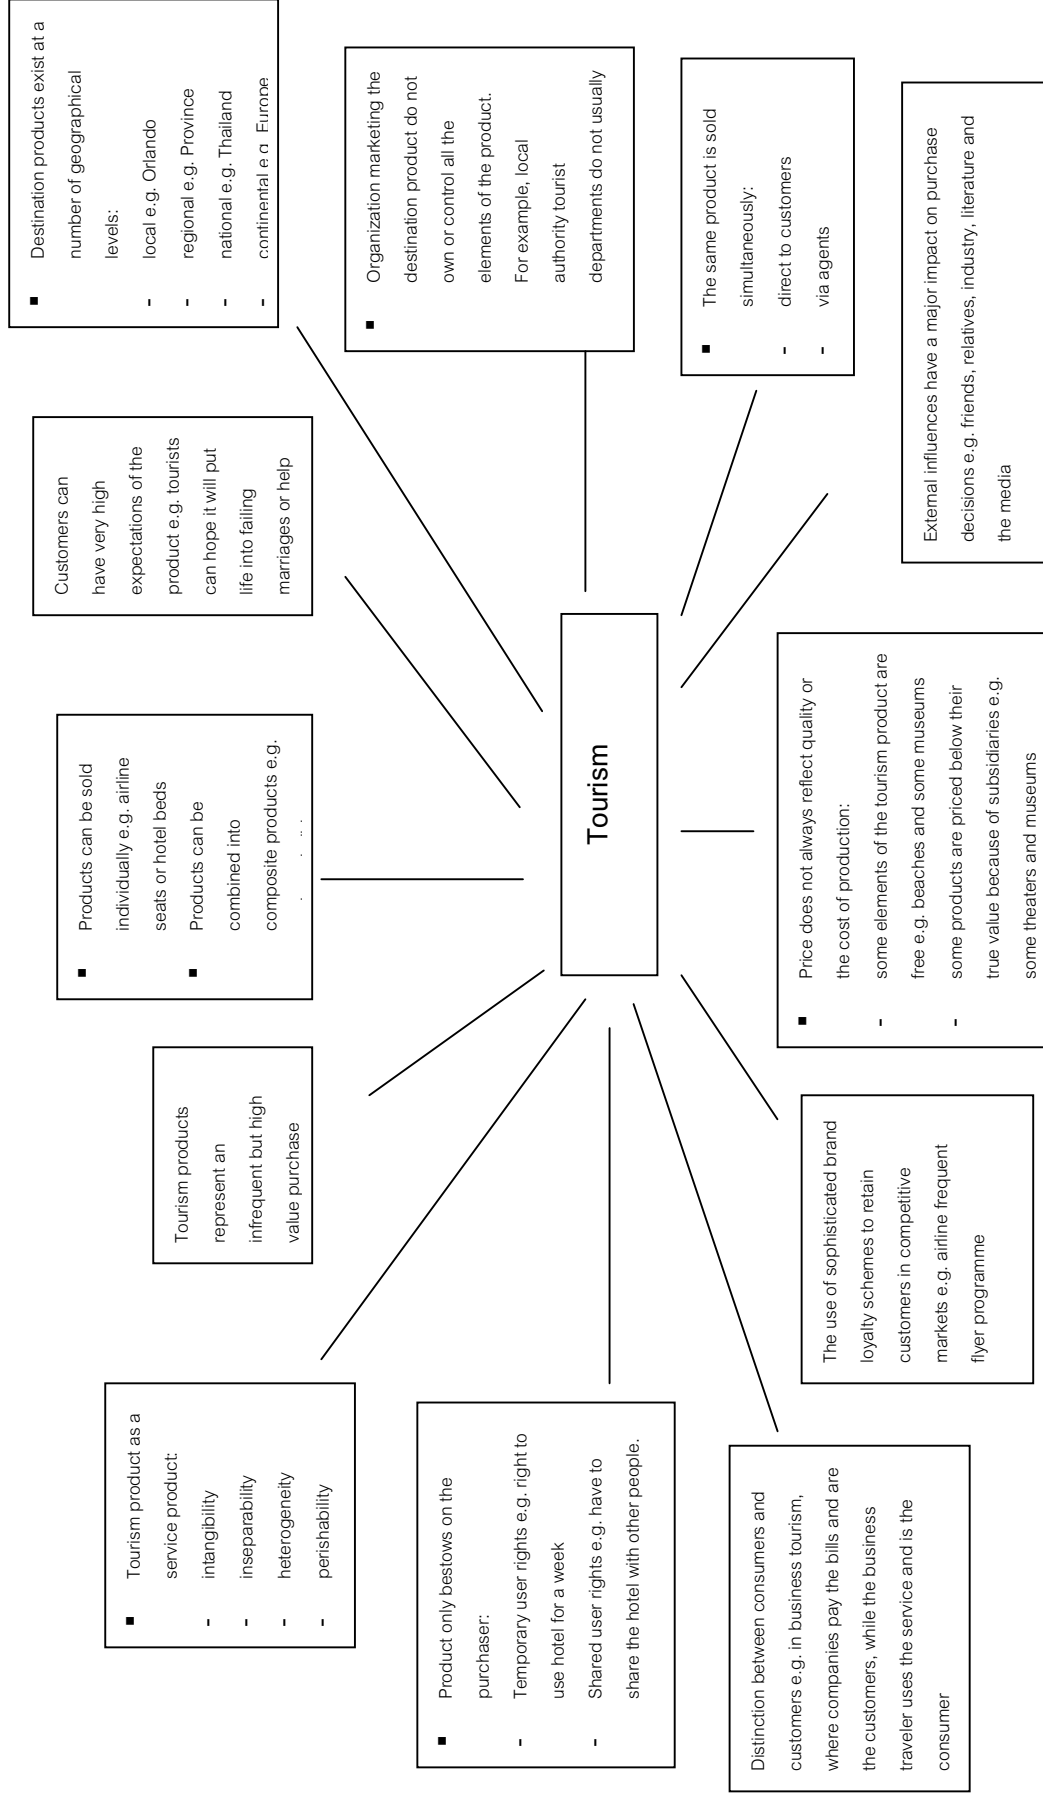 ■ Tourism product as a
service product:
- intangibility
- inseparability
- heterogeneity
- perishability
Tourism products
represent an
infrequent but high
value purchase
■ Products can be sold
individually e.g. airline
seats or hotel beds
■ Products can be
combined into
composite products e.g.
Customers can
have very high
expectations of the
product e.g. tourists
can hope it will put
life into failing
marriages or help
■ Destination products exist at a
number of geographical
levels:
- local e.g. Orlando
- regional e.g. Province
- national e.g. Thailand
- continental e.g. Europe
■ Product only bestows on the
purchaser:
- Temporary user rights e.g. right to
use hotel for a week
- Shared user rights e.g. have to
share the hotel with other people.
Tourism
■ Organization marketing the
destination product do not
own or control all the
elements of the product.
For example, local
authority tourist
departments do not usually
Distinction between consumers and
customers e.g. in business tourism,
where companies pay the bills and are
the customers, while the business
traveler uses the service and is the
consumer
The use of sophisticated brand
loyalty schemes to retain
customers in competitive
markets e.g. airline frequent
flyer programme
■ Price does not always reflect quality or
the cost of production:
- some elements of the tourism product are
free e.g. beaches and some museums
- some products are priced below their
true value because of subsidiaries e.g.
some theaters and museums
■ The same product is sold
simultaneously:
- direct to customers
- via agents
External influences have a major impact on purchase
decisions e.g. friends, relatives, industry, literature and
the media